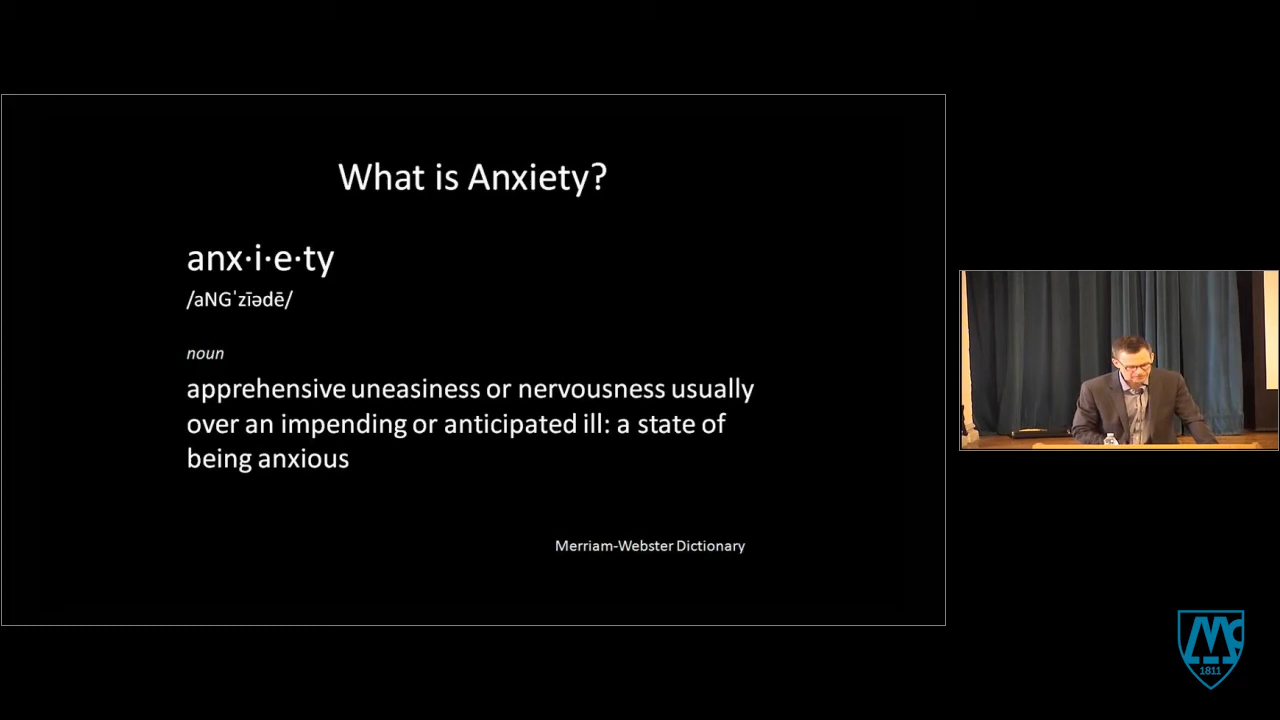 What is Anxiety?
anx·i·e·ty
/aNGˈzīədē/
noun
apprehensive uneasiness or nervousness usually
over an impending or anticipated ill: a state of
being anxious
Merriam-Webster Dictionary
Mc
1811